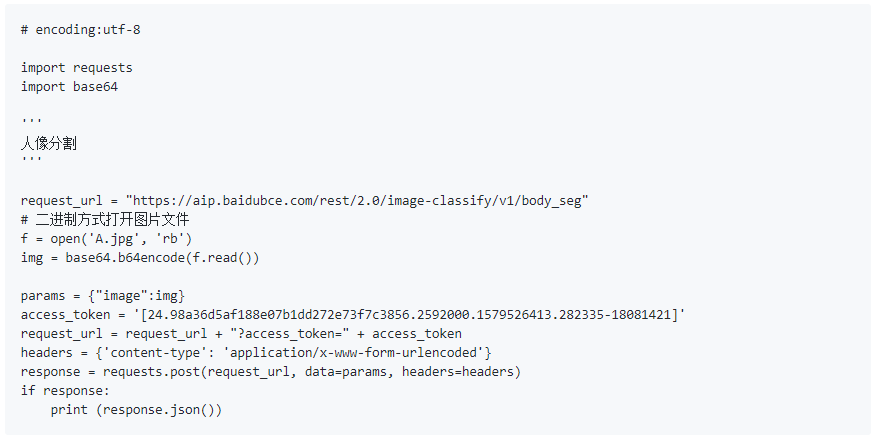 # encoding:utf-8
import requests
import base64
'''
人像分割
'''
request_url = "https://aip.baidubce.com/rest/2.0/image-classify/v1/body_seg"
# 二进制方式打开图片文件
f = open('A.jpg', 'rb')
img = base64.b64encode(f.read())
params = {"image":img}
access_token = '[24.98a36d5af188e07b1dd272e73f7c3856.2592000.1579526413.282335-18081421]'
request_url = request_url + "?access_token=" + access_token
headers = {'content-type': 'application/x-www-form-urlencoded'}
response = requests.post(request_url, data=params, headers=headers)
if response:
    print (response.json())